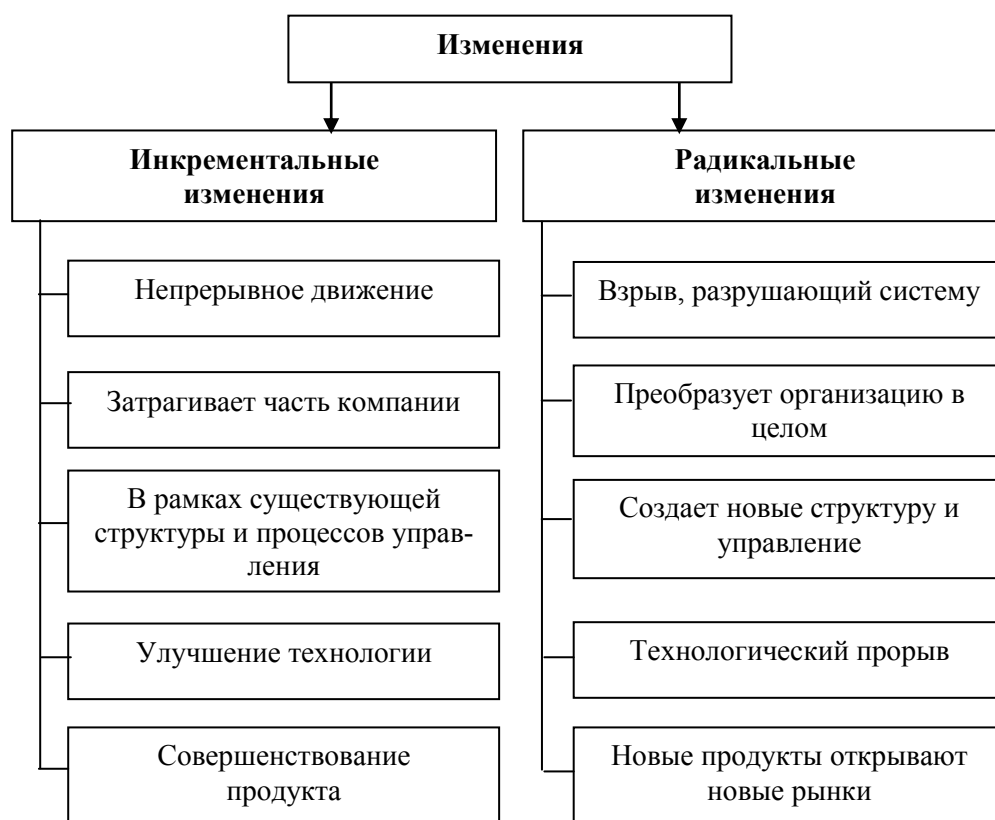 Изменения
Инкрементальные
изменения
Непрерывное движение
Затрагивает часть компании
В рамках существующей
структуры и процессов управ-
ления
Улучшение технологии
Совершенствование
продукта
Радикальные
изменения
Взрыв, разрушающий систему
Преобразует организацию в
целом
Создает новые структуру и
управление
Технологический прорыв
Новые продукты открывают
новые рынки